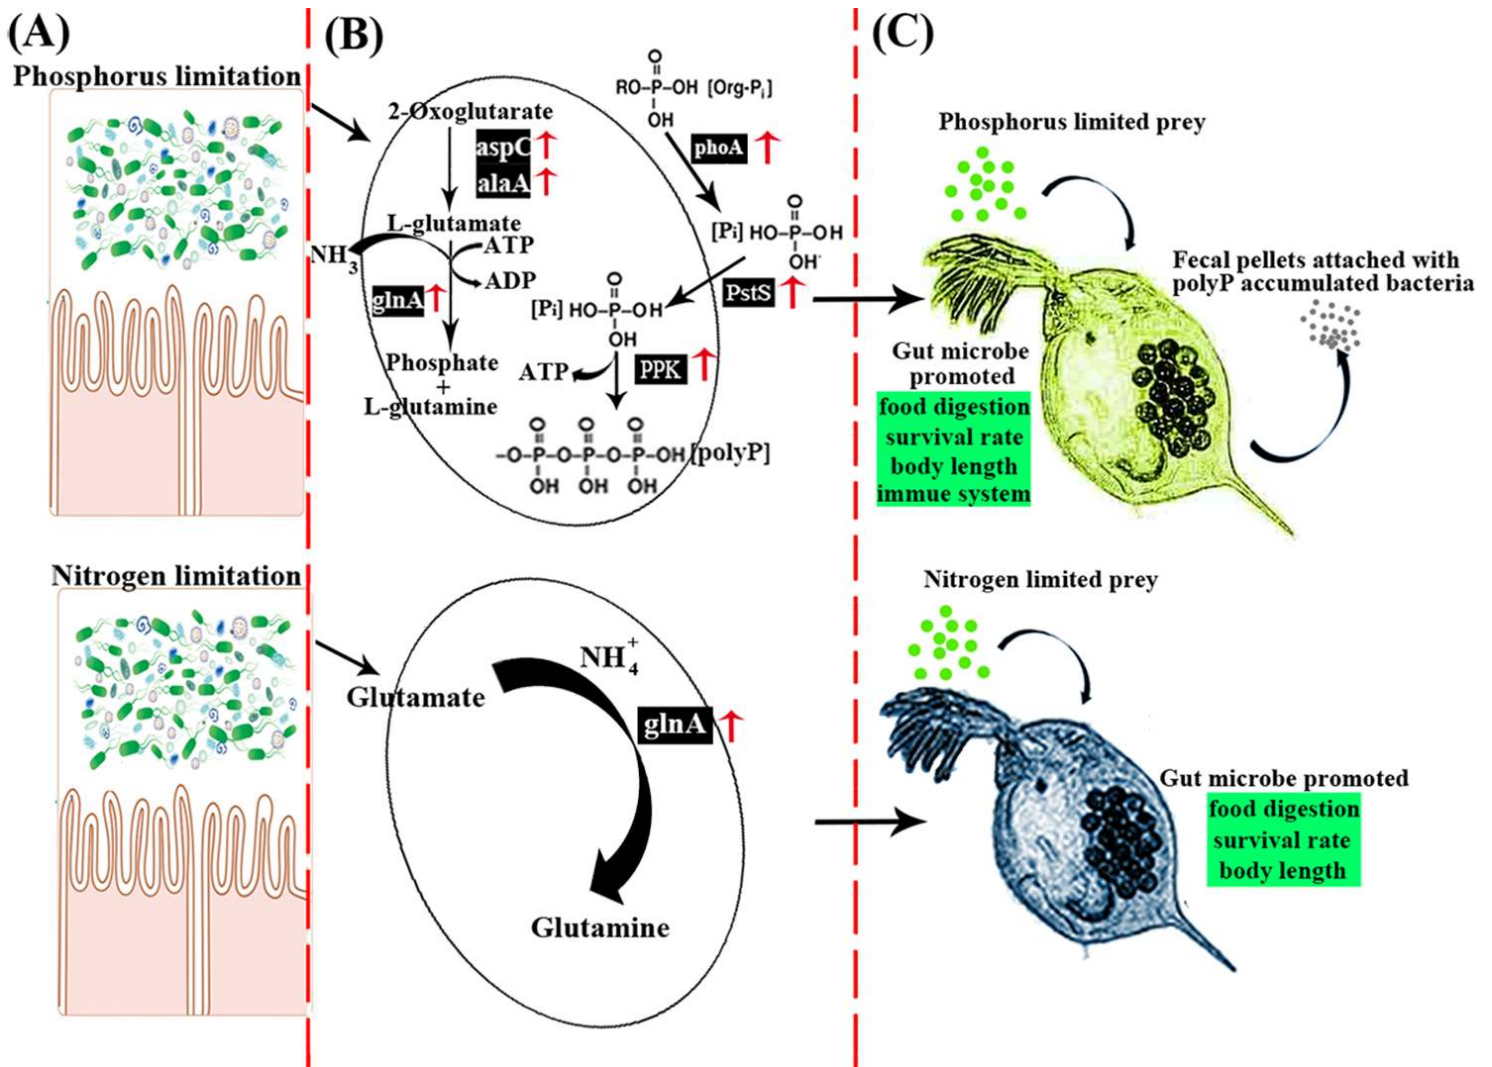 (A)
Phosphorus limitation
(B)
2-Oxoglutarate
aspC
alaA
L-glutamate
NH3
ATP
ADP
glnA
Phosphate
+
L-glutamine
O
RO–P–OH [Org-Pi]
OH
phoA
O
[Pi] HO–P–OH
OH
PstS
O
[Pi] HO–P–OH
OH
ATP
PPK
O O O
–O–P–O–P–O–P–OH [polyP]
OH OH OH
(C)
Phosphorus limited prey
Fecal pellets attached with
polyP accumulated bacteria
Gut microbe
promoted
food digestion
survival rate
body length
immue system
Nitrogen limitation
Glutamate
NH4+
glnA
Glutamine
Nitrogen limited prey
Gut microbe promoted
food digestion
survival rate
body length